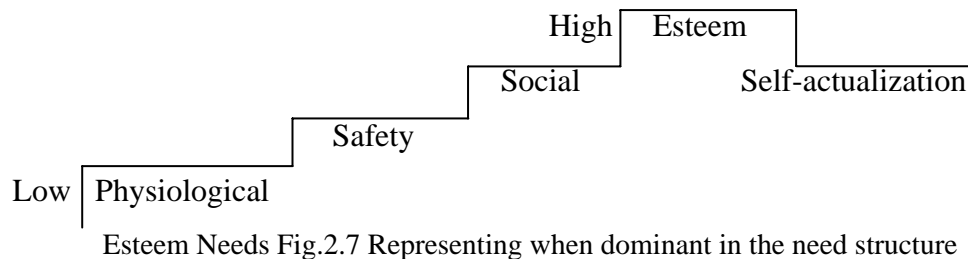 High Esteem
Social Self-actualization
Safety
Low Physiological
Esteem Needs Fig.2.7 Representing when dominant in the need structure